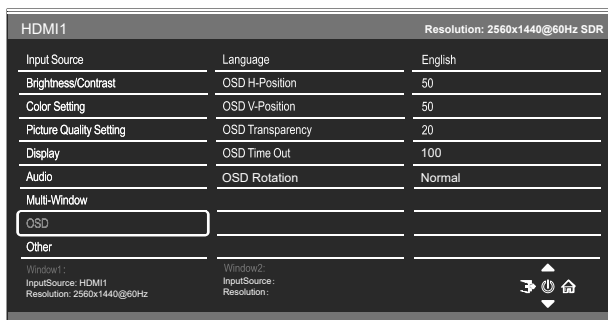 HDMI1 Resolution: 2560x1440@60Hz SDR
Input Source Language English
Brightness/Contrast OSD H-Position 50
Color Setting OSD V-Position 50
Picture Quality Setting OSD Transparency 20
Display OSD Time Out 100
Audio OSD Rotation Normal
Multi-Window
OSD
Other
Window1: Window2:
InputSource: HDMI1 InputSource:
Resolution: 2560x1440@60Hz Resolution: